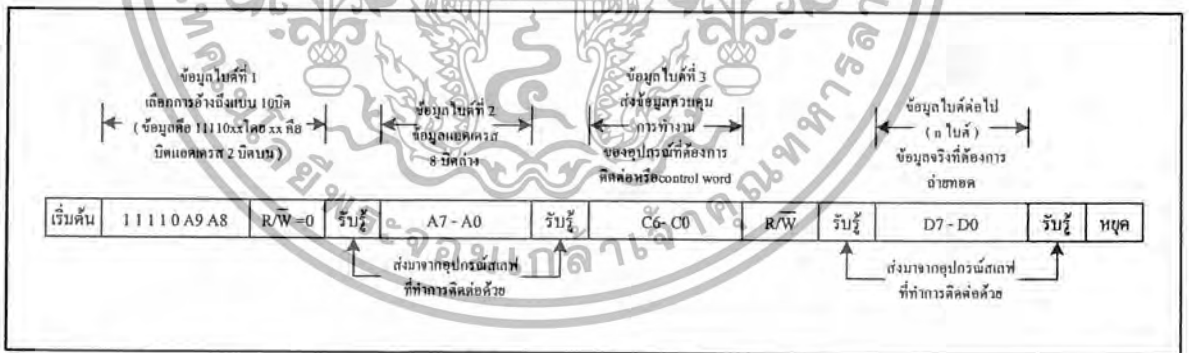 ข้อมูลไบต์ที่ 1
เลือกการอ้างถึงแบบ 10บิต
( ข้อมูลคือ 11110xxโดย xx คือ
บิตแอดเดรส 2 บิตบน )
ข้อมูลไบต์ที่ 2
ข้อมูลแอดเดรส
8 บิตล่าง
ข้อมูลไบต์ที่ 3
ส่งข้อมูลควบคุม
การทำงาน
ของอุปกรณ์ที่ต้องการ
ติดต่อหรือcontrol word
ข้อมูลไบต์ต่อไป
( n ไบต์ )
ข้อมูลจริงที่ต้องการ
ถ่ายทอด
เริ่มต้น 1 1 1 1 0 A9 A8 R/W̅ =0 รับรู้ A7 - A0 รับรู้ C6- C0 R/W̅ รับรู้ D7 - D0 รับรู้ หยุด
ส่งมาจากอุปกรณ์สเลฟ
ที่ทำการติดต่อด้วย
ส่งมาจากอุปกรณ์สเลฟ
ที่ทำการติดต่อด้วย